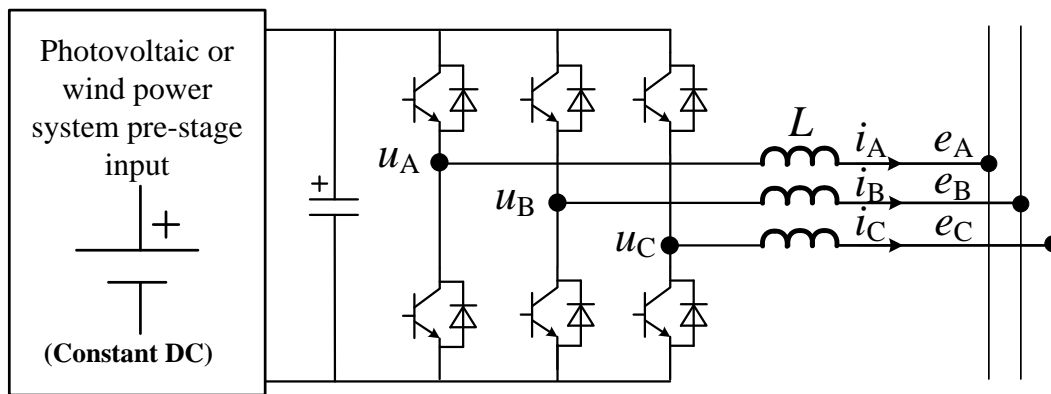 Photovoltaic or
wind power
system pre-stage
input
+
(Constant DC)
+
u_A
u_B
u_C
L
i_A
e_A
i_B
e_B
i_C
e_C